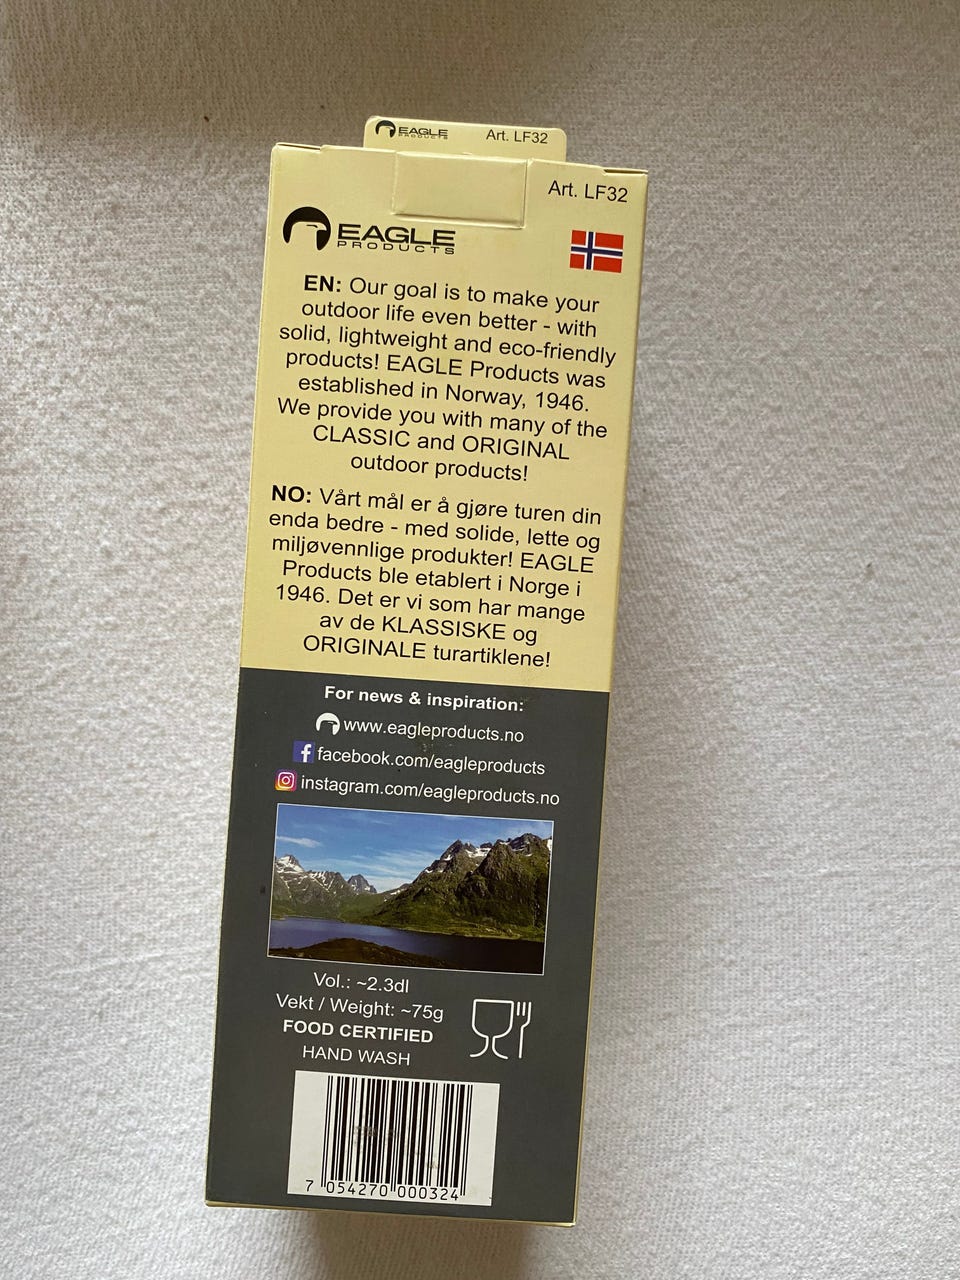 EAGLE PRODUCTS Art. LF32
Art. LF32
EAGLE
PRODUCTS
EN: Our goal is to make your
outdoor life even better - with
solid, lightweight and eco-friendly
products! EAGLE Products was
established in Norway, 1946.
We provide you with many of the
CLASSIC and ORIGINAL
outdoor products!
NO: Vårt mål er å gjøre turen din
enda bedre - med solide, lette og
miljøvennlige produkter! EAGLE
Products ble etablert i Norge i
1946. Det er vi som har mange
av de KLASSISKE og
ORIGINALE turartiklene!
For news & inspiration:
www.eagleproducts.no
facebook.com/eagleproducts
instagram.com/eagleproducts.no
Vol.: ~2.3dl
Vekt / Weight: ~75g
FOOD CERTIFIED
HAND WASH
7 054270 000324